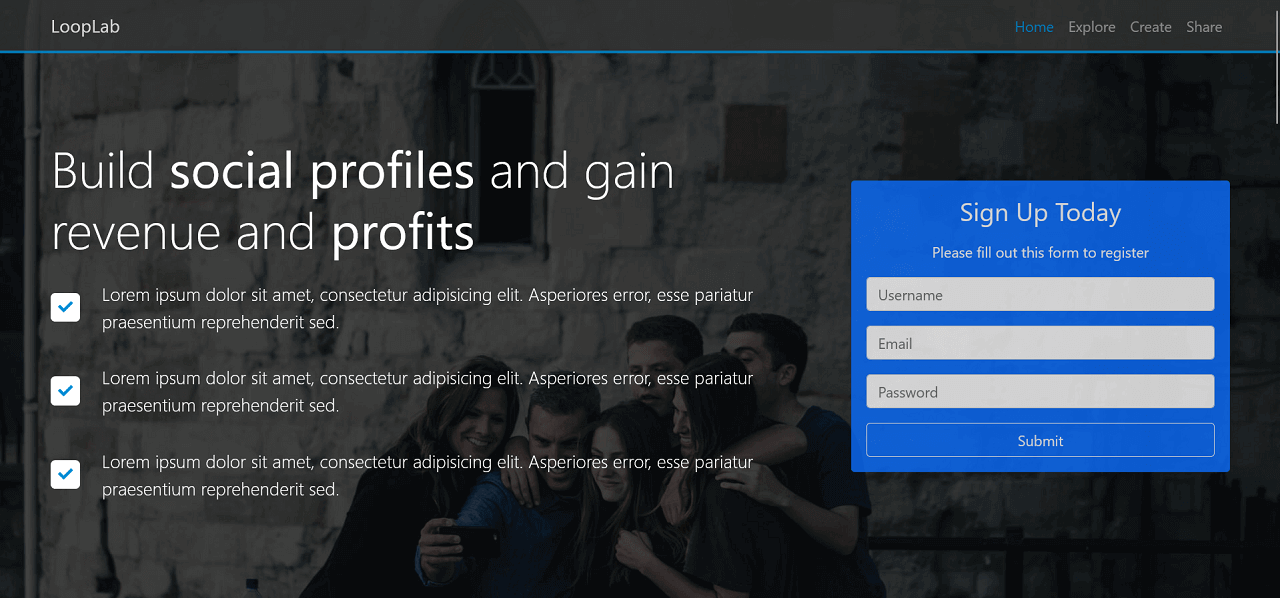 LoopLab
Home Explore Create Share
Build social profiles and gain
revenue and profits
Lorem ipsum dolor sit amet, consectetur adipisicing elit. Asperiores error, esse pariatur
praesentium reprehenderit sed.
Lorem ipsum dolor sit amet, consectetur adipisicing elit. Asperiores error, esse pariatur
praesentium reprehenderit sed.
Lorem ipsum dolor sit amet, consectetur adipisicing elit. Asperiores error, esse pariatur
praesentium reprehenderit sed.
Sign Up Today
Please fill out this form to register
Username
Email
Password
Submit